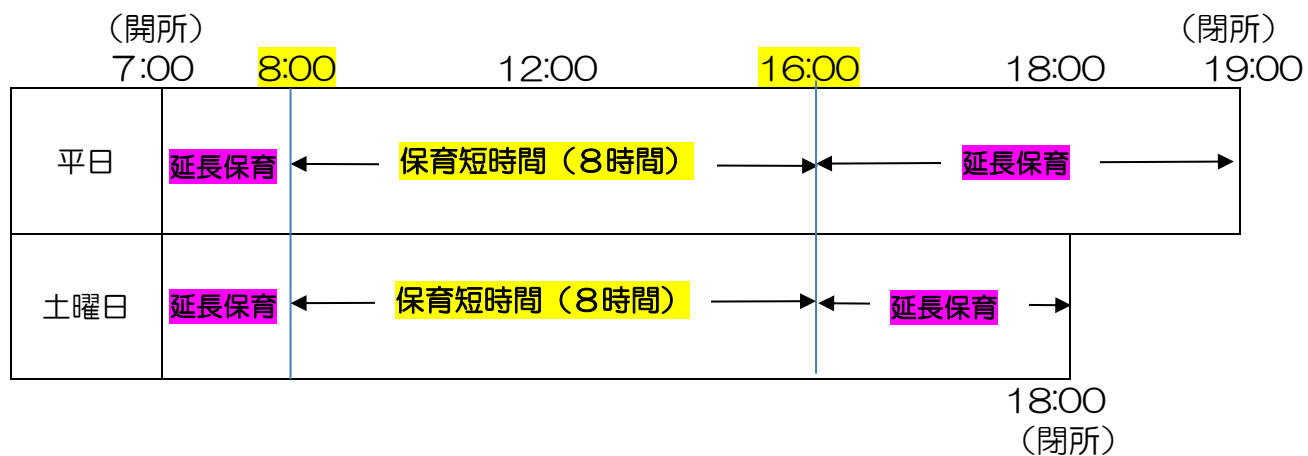 （開所）
（閉所）
7:00 8:00 12:00 16:00 18:00 19:00
平日 延長保育 保育短時間（８時間） 延長保育
土曜日 延長保育 保育短時間（８時間） 延長保育
18:00
（閉所）